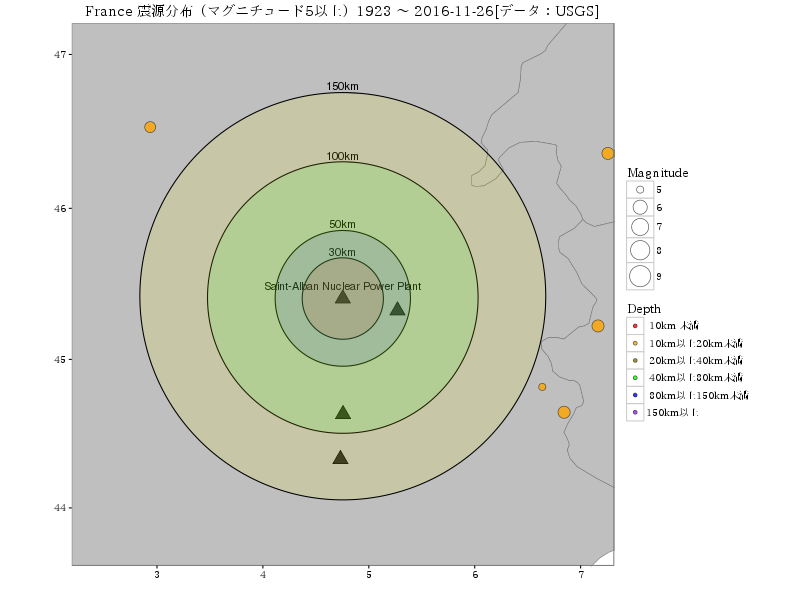 France 震源分布（マグニチュード5以上）1923 〜 2016-11-26[データ：USGS]
47
46
45
44
3
4
5
6
7
150km
100km
50km
30km
Saint-Alban Nuclear Power Plant
Magnitude
5
6
7
8
9
Depth
10km 未満
10km以上20km未満
20km以上40km未満
40km以上80km未満
80km以上150km未満
150km以上